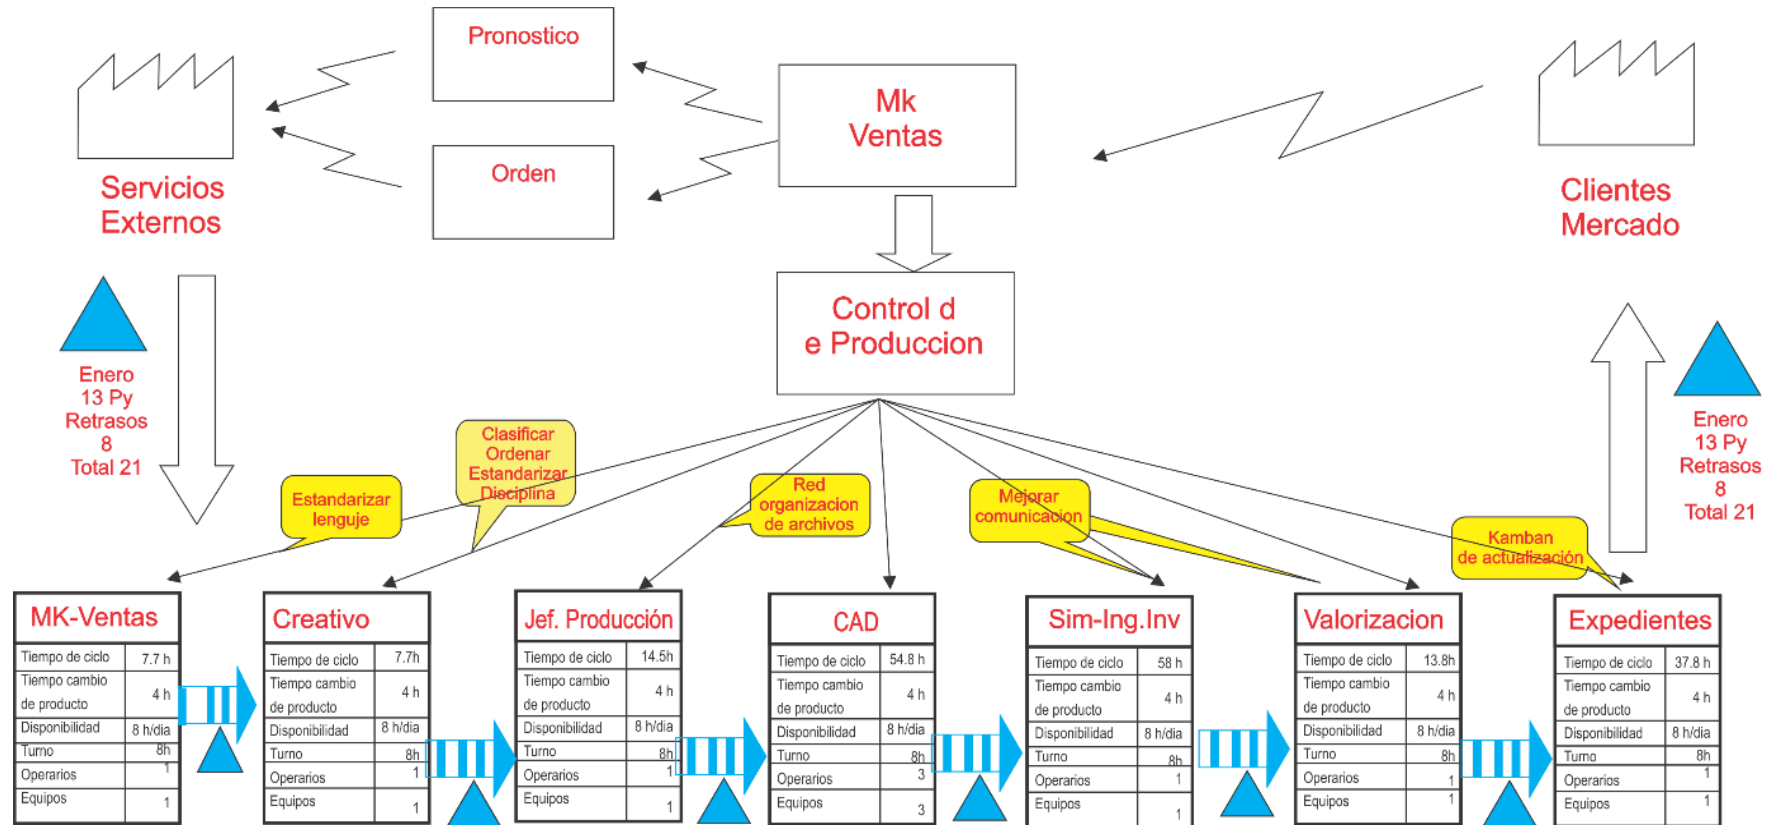 Pronostico
Mk
Ventas
Orden
Servicios
Externos
Clientes
Mercado
Control d
e Produccion
Enero
13 Py
Retrasos
8
Total 21
Enero
13 Py
Retrasos
8
Total 21
Estandarizar
lenguje
Clasificar
Ordenar
Estandarizar
Disciplina
Red
organizacion
de archivos
Mejorar
comunicacion
Kamban
de actualización
MK-Ventas
Tiempo de ciclo 7.7 h
Tiempo cambio
de producto 4 h
Disponibilidad 8 h/dia
Turno 8h
Operarios 1
Equipos 1
Creativo
Tiempo de ciclo 7.7h
Tiempo cambio
de producto 4 h
Disponibilidad 8 h/dia
Turno 8h
Operarios 1
Equipos 1
Jef. Producción
Tiempo de ciclo 14.5h
Tiempo cambio
de producto 4 h
Disponibilidad 8 h/dia
Turno 8h
Operarios 1
Equipos 1
CAD
Tiempo de ciclo 54.8 h
Tiempo cambio
de producto 4 h
Disponibilidad 8 h/dia
Turno 8h
Operarios 3
Equipos 3
Sim-Ing.Inv
Tiempo de ciclo 58 h
Tiempo cambio
de producto 4 h
Disponibilidad 8 h/dia
Turno 8h
Operarios 1
Equipos 1
Valorizacion
Tiempo de ciclo 13.8h
Tiempo cambio
de producto 4 h
Disponibilidad 8 h/dia
Turno 8h
Operarios 1
Equipos 1
Expedientes
Tiempo de ciclo 37.8 h
Tiempo cambio
de producto 4 h
Disponibilidad 8 h/dia
Turno 8h
Operarios 1
Equipos 1